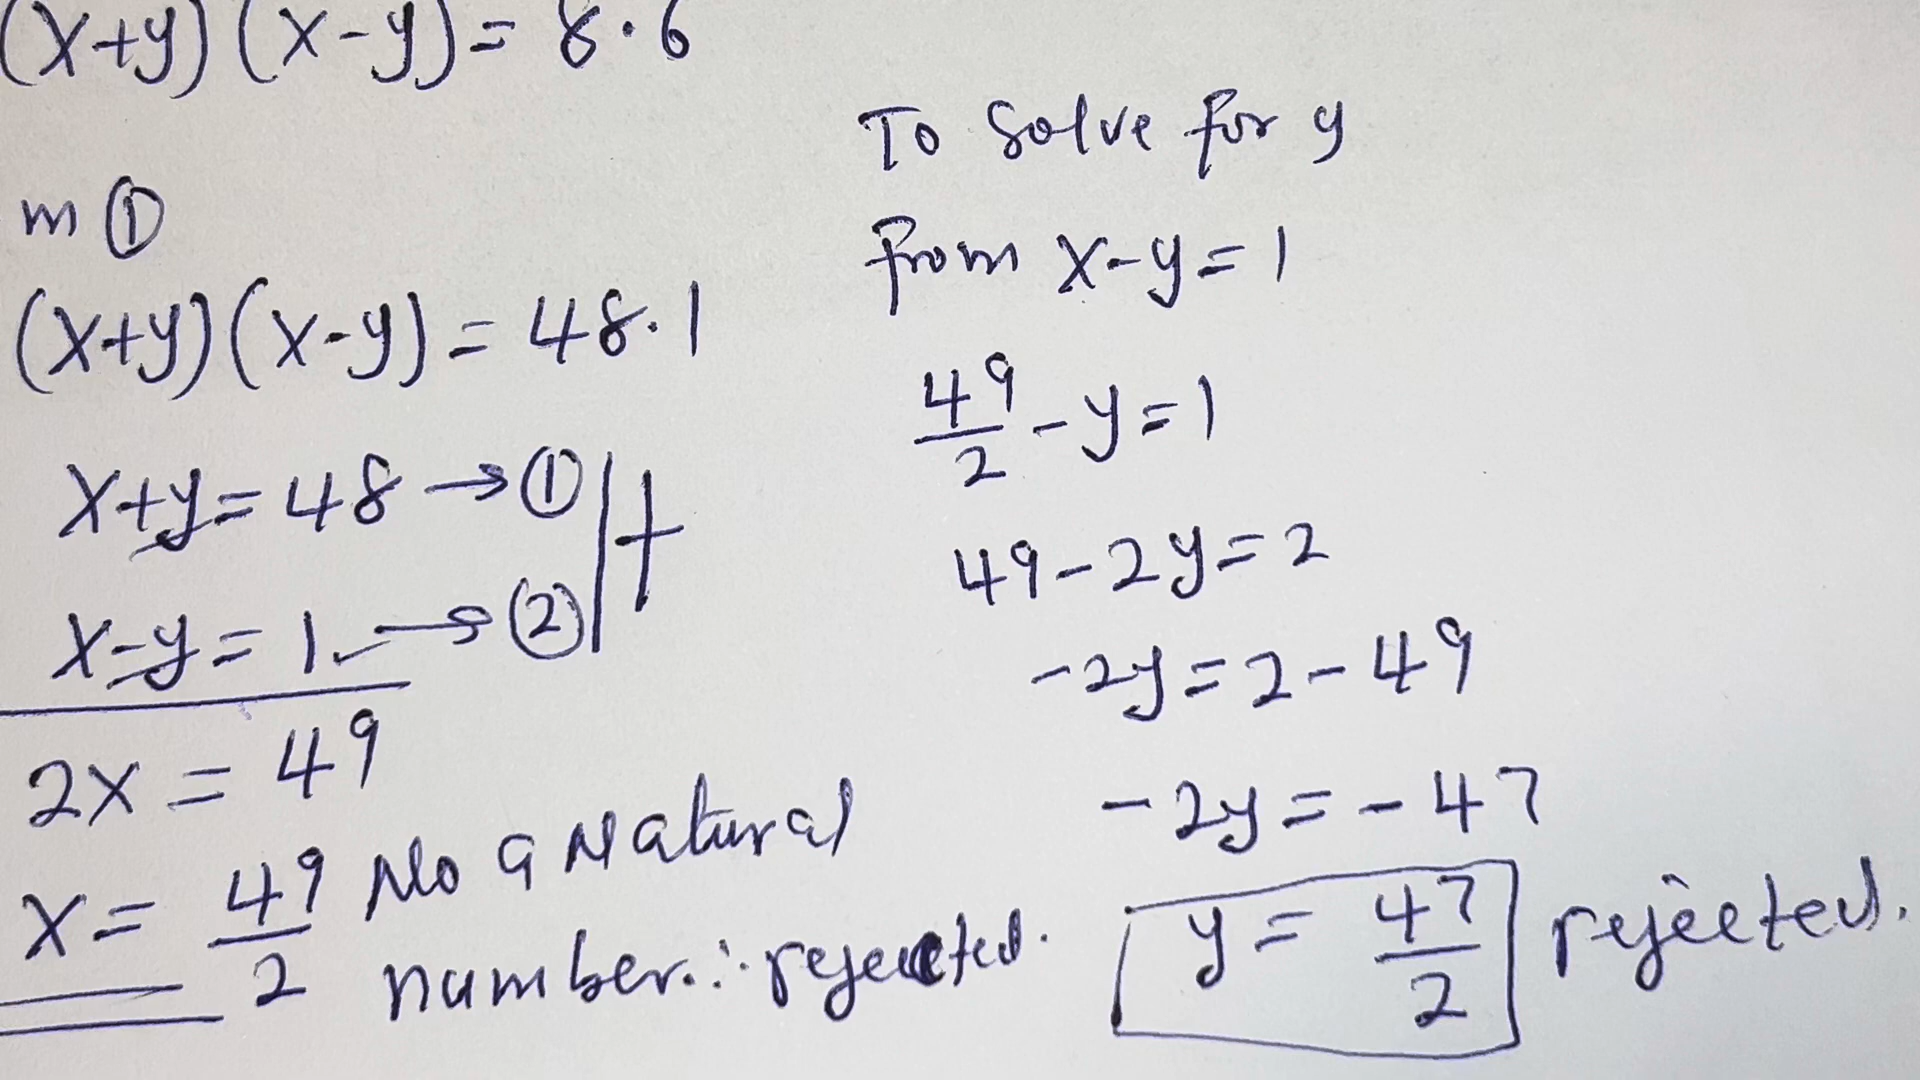 (x+y)(x-y)= 8.6
m ①
(x+y)(x-y)=48.1
x+y=48→① | +
x-y=1→②
2x=49
x=49/2 No a Natural
number.∴rejected.
To Solve for y
from x-y=1
49/2-y=1
49-2y=2
-2y=2-49
-2y=-47
y=47/2 rejected.